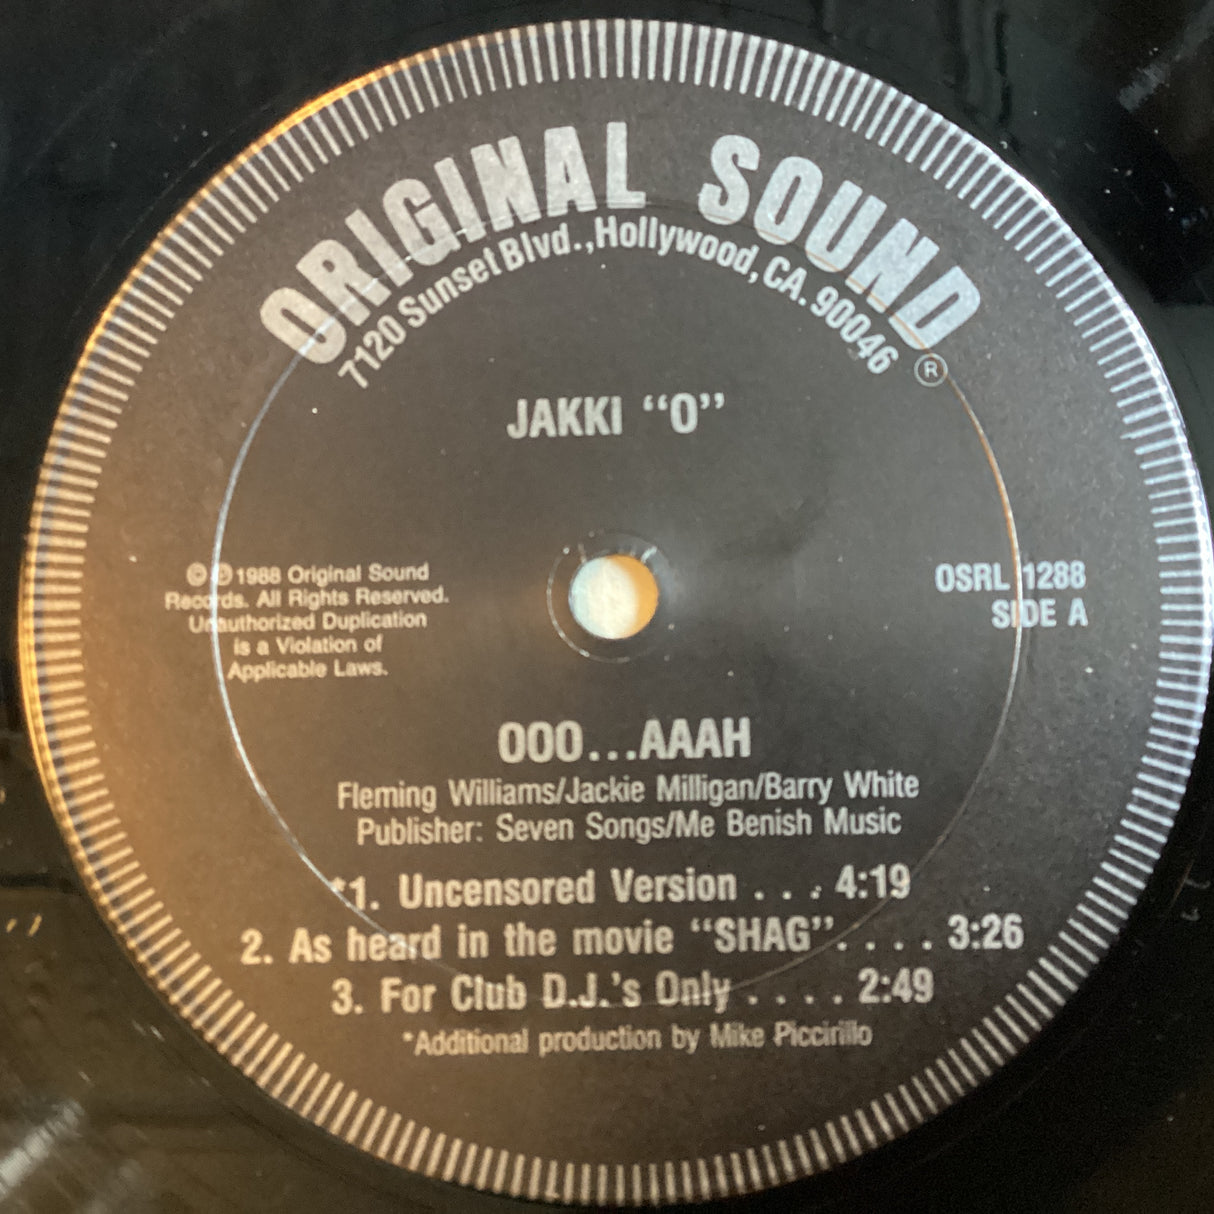 ORIGINAL SOUND
7120 Sunset Blvd., Hollywood, CA. 90046 ®
JAKKI “O”
© ℗ 1988 Original Sound
Records. All Rights Reserved.
Unauthorized Duplication
is a Violation of
Applicable Laws.
OSRL 1288
SIDE A
OOO...AAAH
Fleming Williams/Jackie Milligan/Barry White
Publisher: Seven Songs/Me Benish Music
*1. Uncensored Version . . . 4:19
2. As heard in the movie “SHAG”. . . . 3:26
3. For Club D.J.'s Only . . . . 2:49
*Additional production by Mike Piccirillo